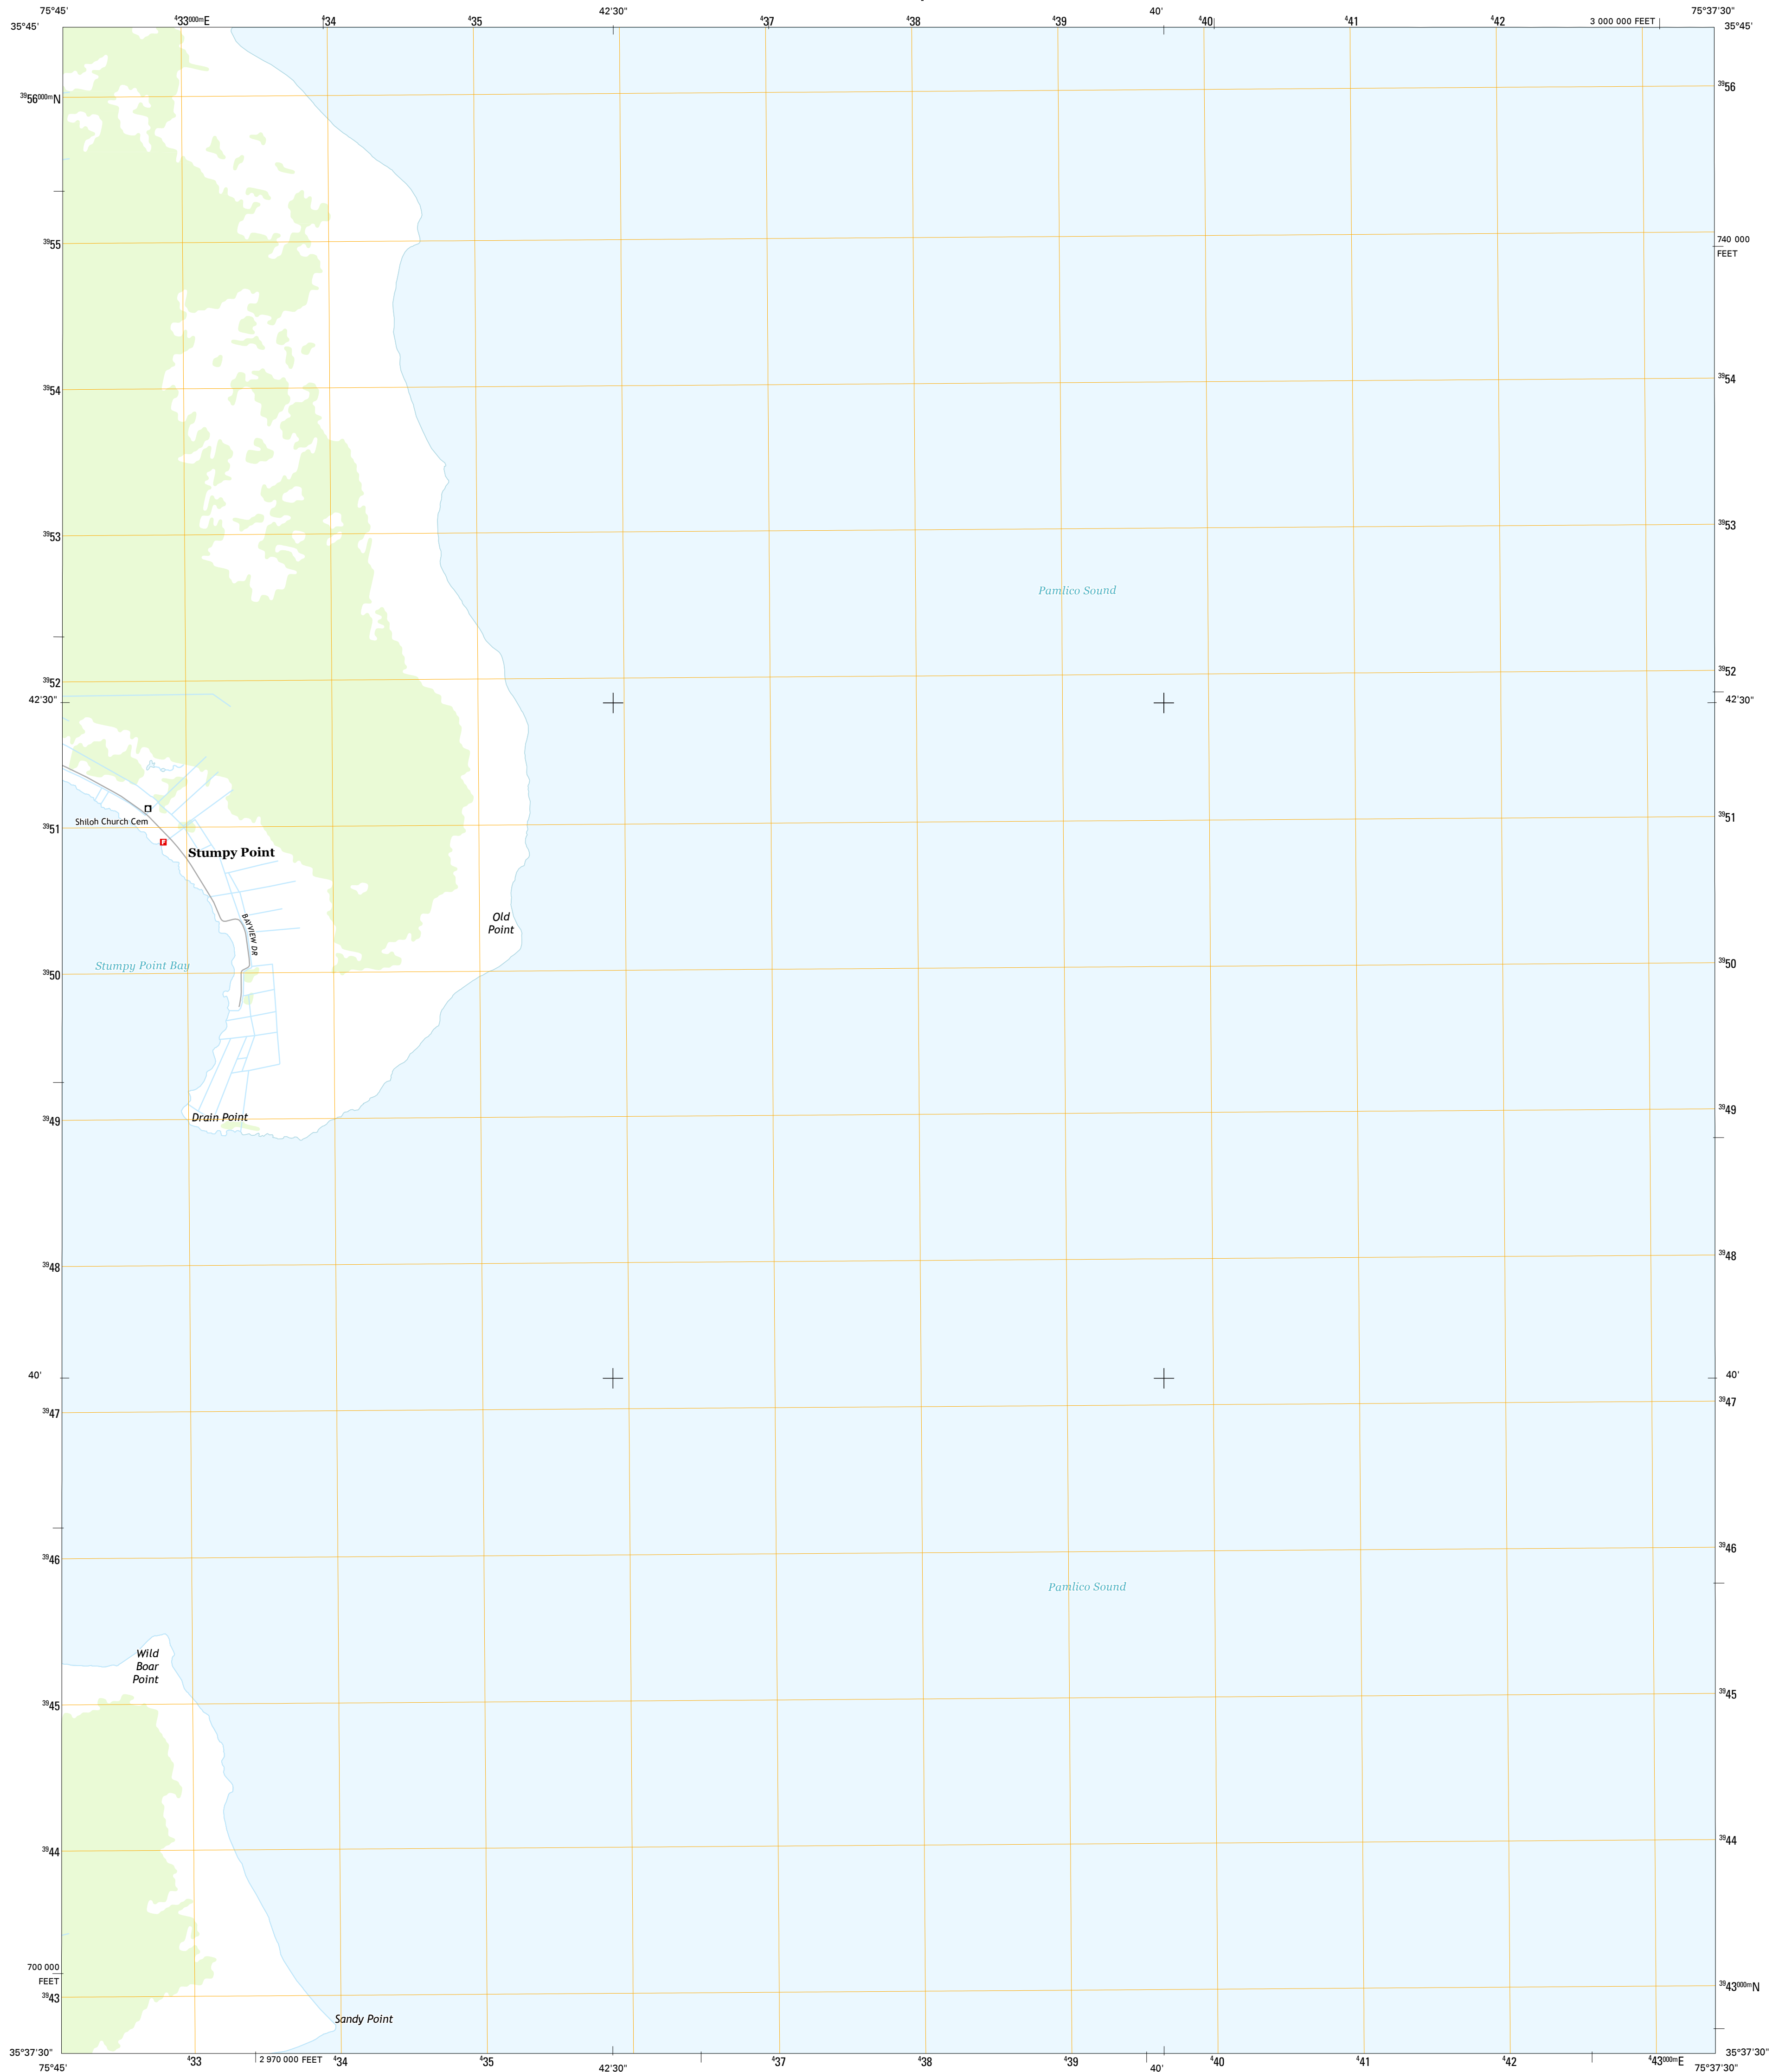 75°45' 42'30" 40' 75°37'30"
35°45' ⁴33⁰⁰⁰ᵐE ⁴34 ⁴35 ⁴37 ⁴38 ⁴39 ⁴40 ⁴41 ⁴42 3 000 000 FEET 35°45'
³⁹56⁰⁰⁰ᵐN ³⁹56
³⁹55 740 000
FEET
³⁹54 ³⁹54
³⁹53 ³⁹53
Pamlico Sound
³⁹52 ³⁹52
42'30" 42'30"
Shiloh Church Cem
³⁹51 ³⁹51
F
Stumpy Point
Old
Point
BAYVIEW DR
Stumpy Point Bay
³⁹50 ³⁹50
Drain Point
³⁹49 ³⁹49
³⁹48 ³⁹48
40' 40'
³⁹47 ³⁹47
³⁹46 ³⁹46
Pamlico Sound
Wild
Boar
Point
³⁹45 ³⁹45
³⁹44 ³⁹44
700 000
FEET
³⁹43 ³⁹43⁰⁰⁰ᵐN
Sandy Point
35°37'30" 35°37'30"
⁴33 2 970 000 FEET ⁴34 ⁴35 ⁴37 ⁴38 ⁴39 ⁴40 ⁴41 ⁴42 ⁴43⁰⁰⁰ᵐE
75°45' 42'30" 40' 75°37'30"